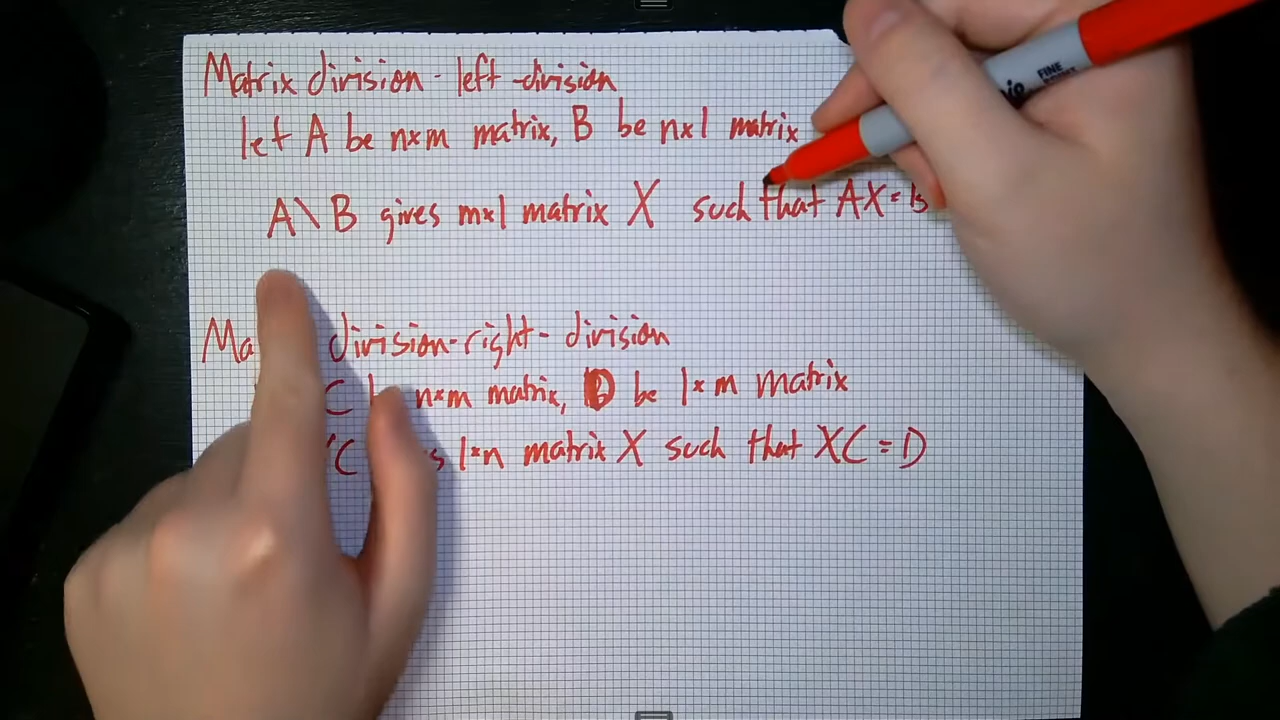 Matrix division - left-division
let A be n×m matrix, B be n×1 matrix
A\B gives m×1 matrix X such that AX=B
division-right-division
C n×m matrix, D be 1×m matrix
C 1×n matrix X such that XC=D
FINE